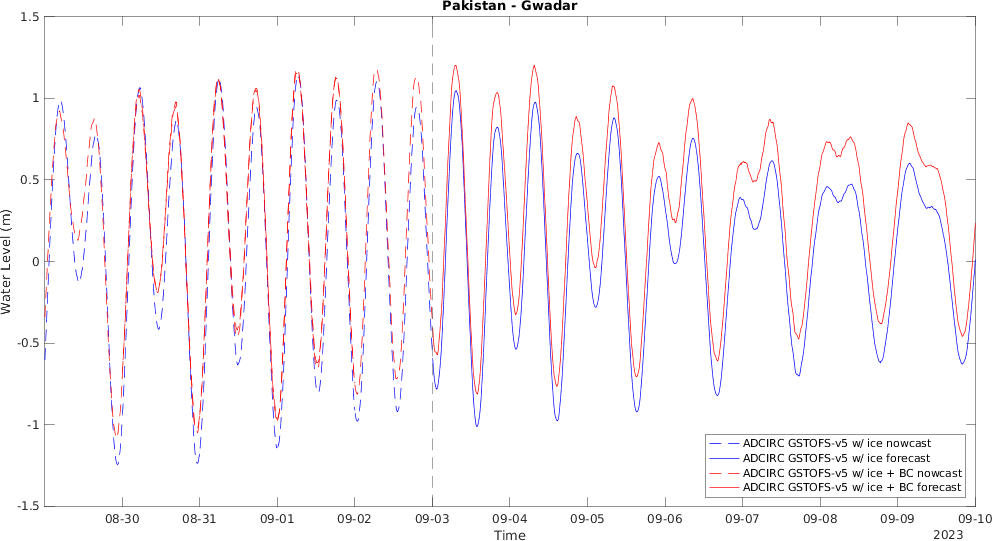 Pakistan - Gwadar
1.5
1
0.5
0
-0.5
-1
-1.5
Water Level (m)
ADCIRC GSTOFS-v5 w/ ice nowcast
ADCIRC GSTOFS-v5 w/ ice forecast
ADCIRC GSTOFS-v5 w/ ice + BC nowcast
ADCIRC GSTOFS-v5 w/ ice + BC forecast
08-30 08-31 09-01 09-02 09-03 09-04 09-05 09-06 09-07 09-08 09-09 09-10
Time 2023